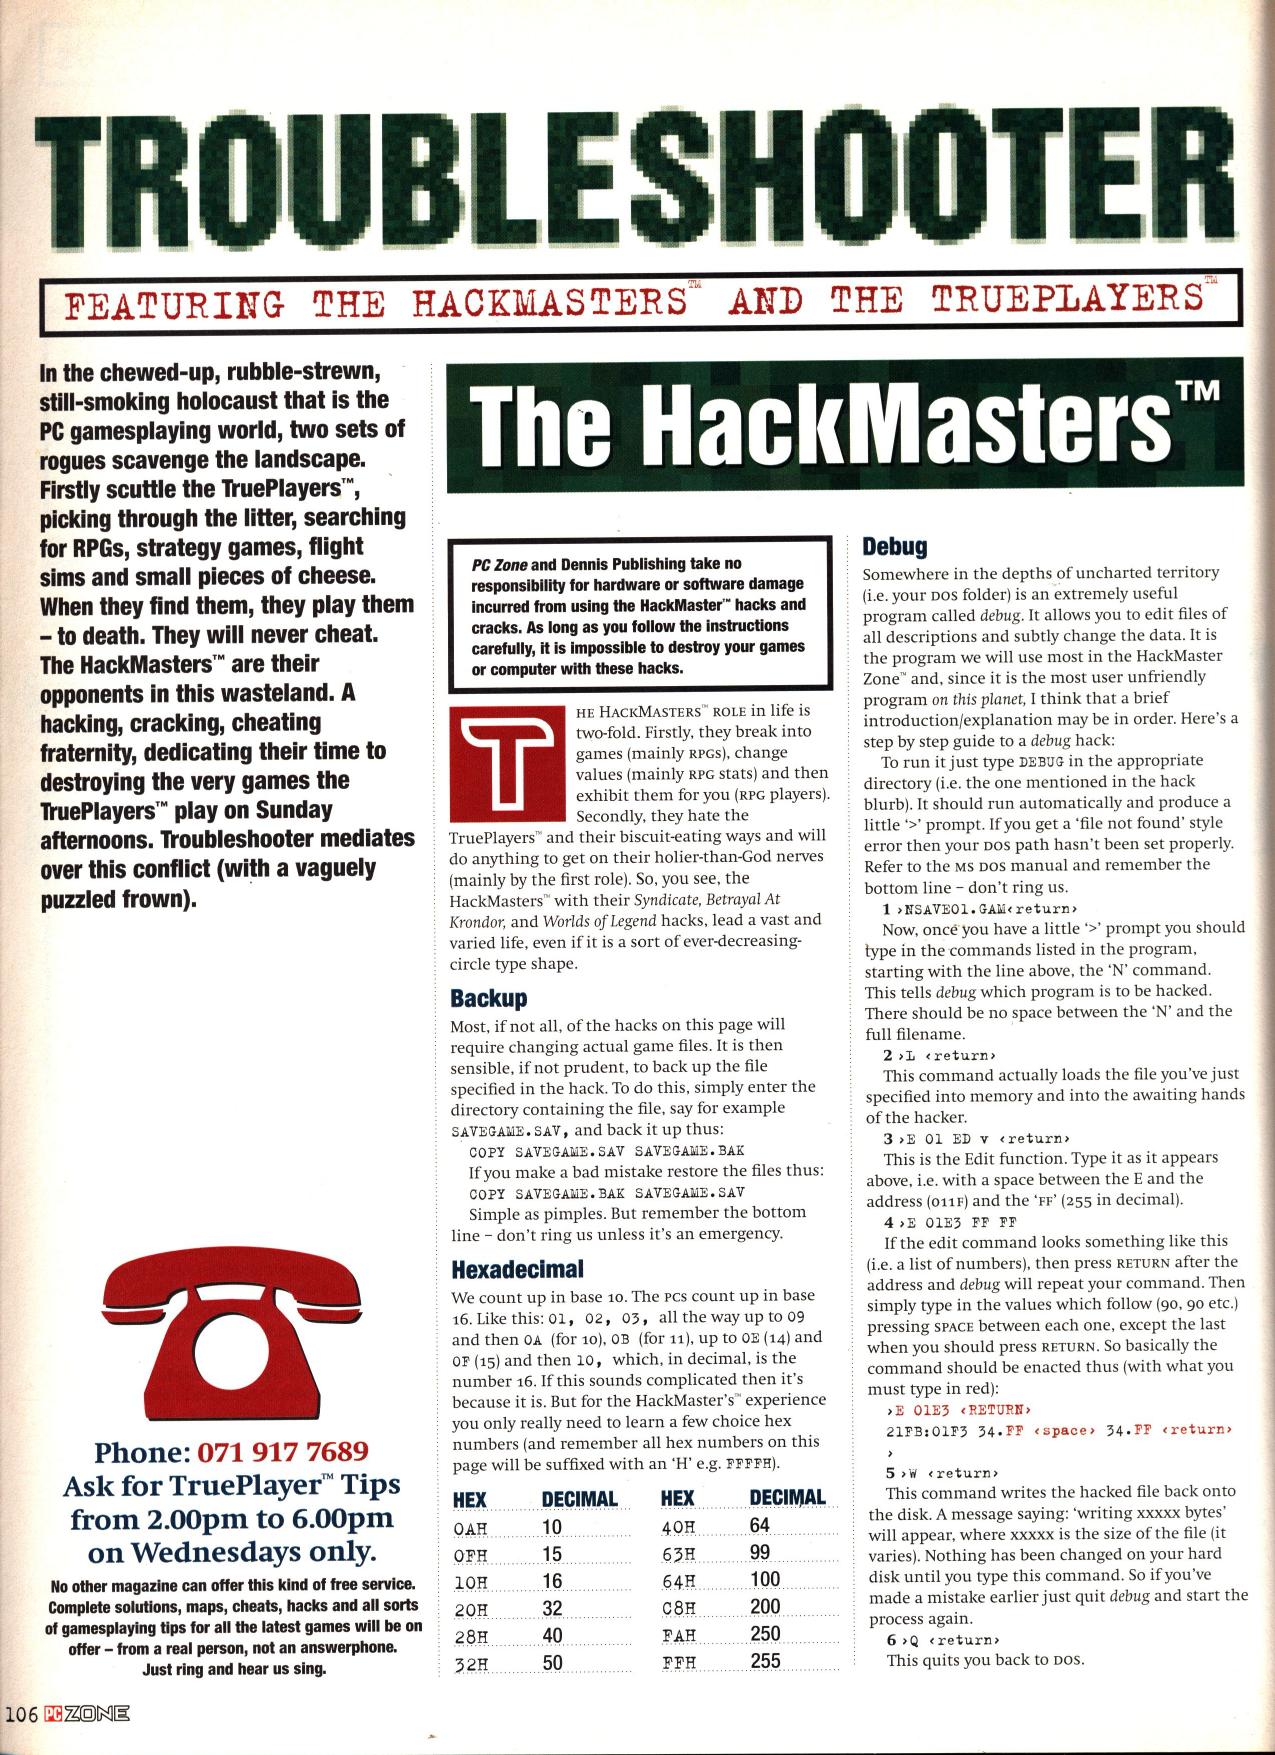 TROUBLESHOOTER
FEATURING THE HACKMASTERS™ AND THE TRUEPLAYERS™
In the chewed-up, rubble-strewn,
still-smoking holocaust that is the
PC gamesplaying world, two sets of
rogues scavenge the landscape.
Firstly scuttle the TruePlayers™,
picking through the litter, searching
for RPGs, strategy games, flight
sims and small pieces of cheese.
When they find them, they play them
– to death. They will never cheat.
The HackMasters™ are their
opponents in this wasteland. A
hacking, cracking, cheating
fraternity, dedicating their time to
destroying the very games the
TruePlayers™ play on Sunday
afternoons. Troubleshooter mediates
over this conflict (with a vaguely
puzzled frown).
Phone: 071 917 7689
Ask for TruePlayer™ Tips
from 2.00pm to 6.00pm
on Wednesdays only.
No other magazine can offer this kind of free service.
Complete solutions, maps, cheats, hacks and all sorts
of gamesplaying tips for all the latest games will be on
offer – from a real person, not an answerphone.
Just ring and hear us sing.
The HackMasters™
PC Zone and Dennis Publishing take no
responsibility for hardware or software damage
incurred from using the HackMaster™ hacks and
cracks. As long as you follow the instructions
carefully, it is impossible to destroy your games
or computer with these hacks.
THE HACKMASTERS™ ROLE in life is
two-fold. Firstly, they break into
games (mainly RPGs), change
values (mainly RPG stats) and then
exhibit them for you (RPG players).
Secondly, they hate the
TruePlayers™ and their biscuit-eating ways and will
do anything to get on their holier-than-God nerves
(mainly by the first role). So, you see, the
HackMasters™ with their Syndicate, Betrayal At
Krondor, and Worlds of Legend hacks, lead a vast and
varied life, even if it is a sort of ever-decreasing-
circle type shape.
Backup
Most, if not all, of the hacks on this page will
require changing actual game files. It is then
sensible, if not prudent, to back up the file
specified in the hack. To do this, simply enter the
directory containing the file, say for example
SAVEGAME.SAV, and back it up thus:
COPY SAVEGAME.SAV SAVEGAME.BAK
If you make a bad mistake restore the files thus:
COPY SAVEGAME.BAK SAVEGAME.SAV
Simple as pimples. But remember the bottom
line – don't ring us unless it's an emergency.
Hexadecimal
We count up in base 10. The PCs count up in base
16. Like this: 01, 02, 03, all the way up to 09
and then 0A (for 10), 0B (for 11), up to 0E (14) and
0F (15) and then 10, which, in decimal, is the
number 16. If this sounds complicated then it's
because it is. But for the HackMaster's™ experience
you only really need to learn a few choice hex
numbers (and remember all hex numbers on this
page will be suffixed with an 'H' e.g. FFFFH).
HEX DECIMAL HEX DECIMAL
0AH 10 40H 64
0FH 15 63H 99
10H 16 64H 100
20H 32 C8H 200
28H 40 FAH 250
32H 50 FFH 255
Debug
Somewhere in the depths of uncharted territory
(i.e. your DOS folder) is an extremely useful
program called debug. It allows you to edit files of
all descriptions and subtly change the data. It is
the program we will use most in the HackMaster
Zone™ and, since it is the most user unfriendly
program on this planet, I think that a brief
introduction/explanation may be in order. Here's a
step by step guide to a debug hack:
To run it just type DEBUG in the appropriate
directory (i.e. the one mentioned in the hack
blurb). It should run automatically and produce a
little '>' prompt. If you get a 'file not found' style
error then your DOS path hasn't been set properly.
Refer to the MS DOS manual and remember the
bottom line – don't ring us.
1 >NSAVE01.GAM<return>
Now, once you have a little '>' prompt you should
type in the commands listed in the program,
starting with the line above, the 'N' command.
This tells debug which program is to be hacked.
There should be no space between the 'N' and the
full filename.
2 >L <return>
This command actually loads the file you've just
specified into memory and into the awaiting hands
of the hacker.
3 >E 01 ED v <return>
This is the Edit function. Type it as it appears
above, i.e. with a space between the E and the
address (011F) and the 'FF' (255 in decimal).
4 >E 01E3 FF FF
If the edit command looks something like this
(i.e. a list of numbers), then press RETURN after the
address and debug will repeat your command. Then
simply type in the values which follow (90, 90 etc.)
pressing SPACE between each one, except the last
when you should press RETURN. So basically the
command should be enacted thus (with what you
must type in red):
>E 01E3 <RETURN>
21FB:01F3 34.FF <space> 34.FF <return>
>
5 >W <return>
This command writes the hacked file back onto
the disk. A message saying: 'writing xxxxx bytes'
will appear, where xxxxx is the size of the file (it
varies). Nothing has been changed on your hard
disk until you type this command. So if you've
made a mistake earlier just quit debug and start the
process again.
6 >Q <return>
This quits you back to DOS.
106 PC ZONE